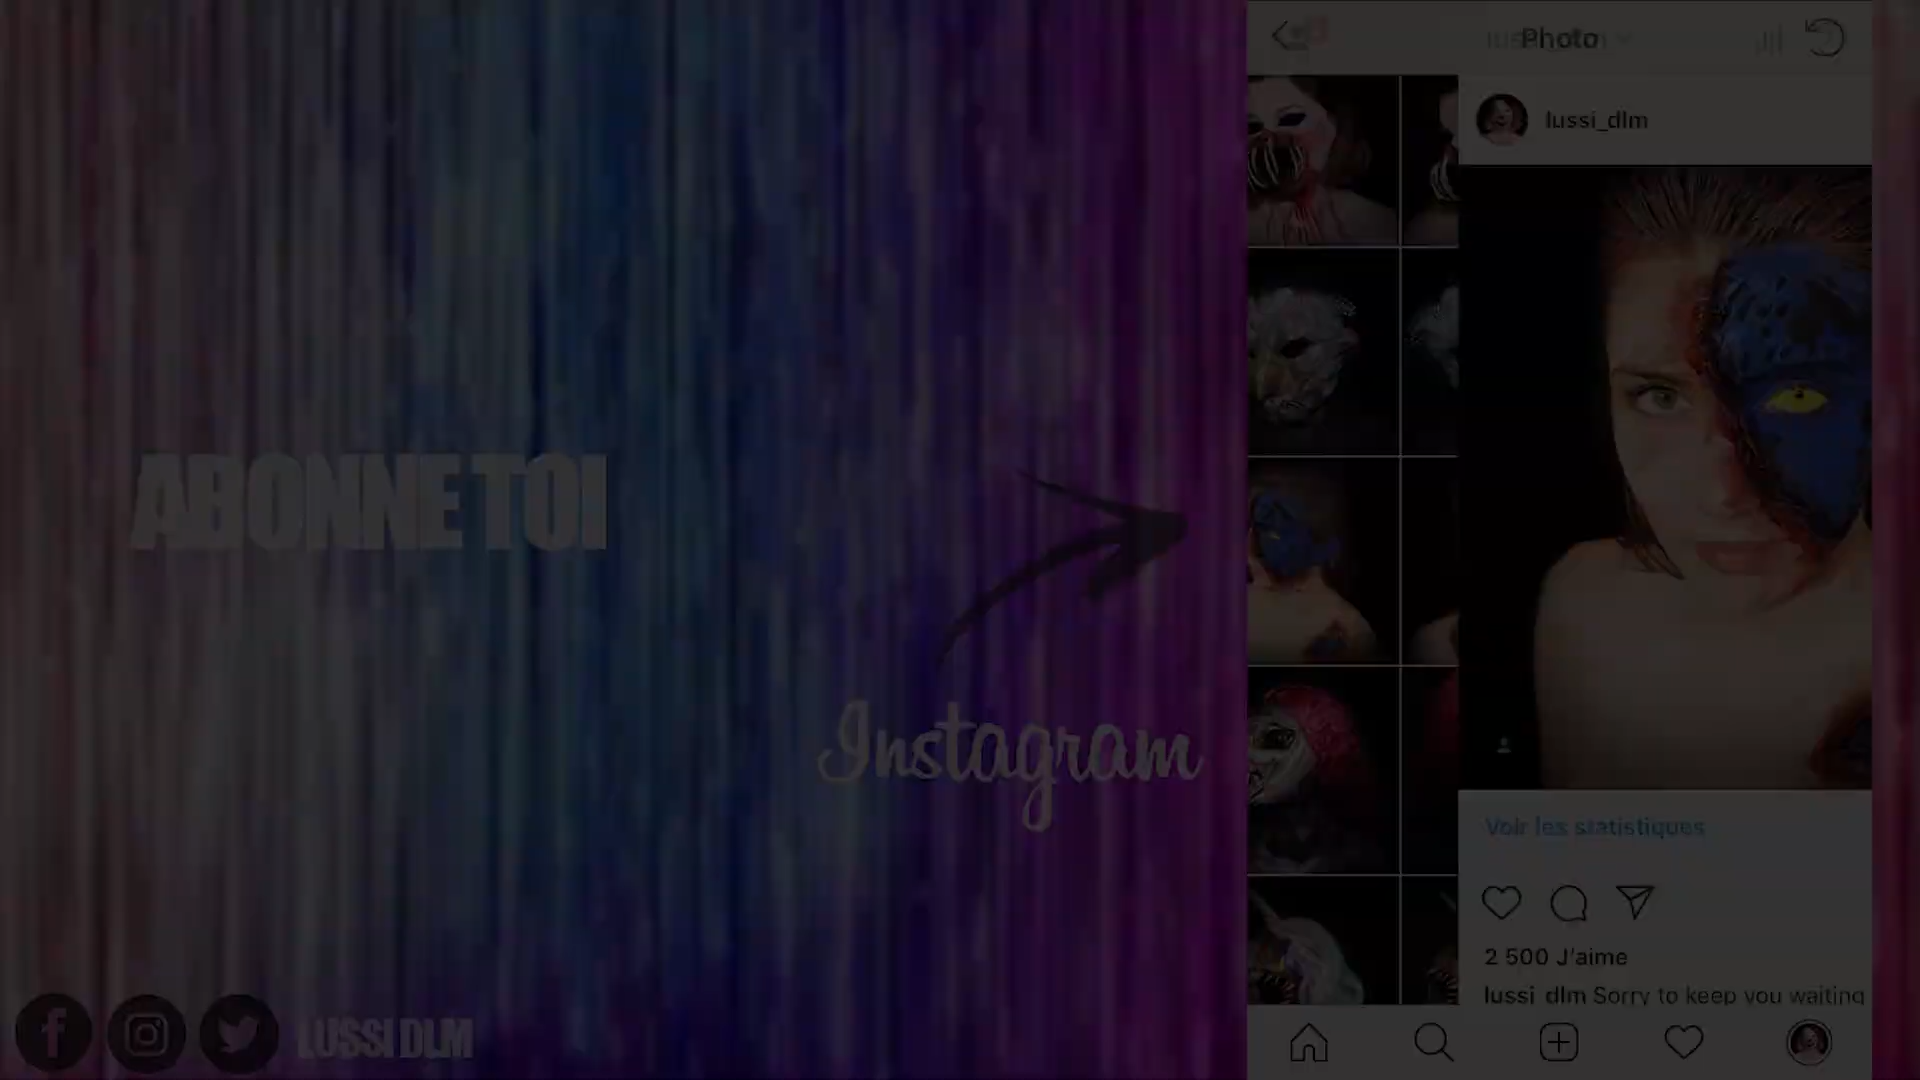 Photo
lussi_dlm
ABONNE TOI
Instagram
Voir les statistiques
2 500 J'aime
lussi_dlm Sorry to keep you waiting
LUSSI DLM